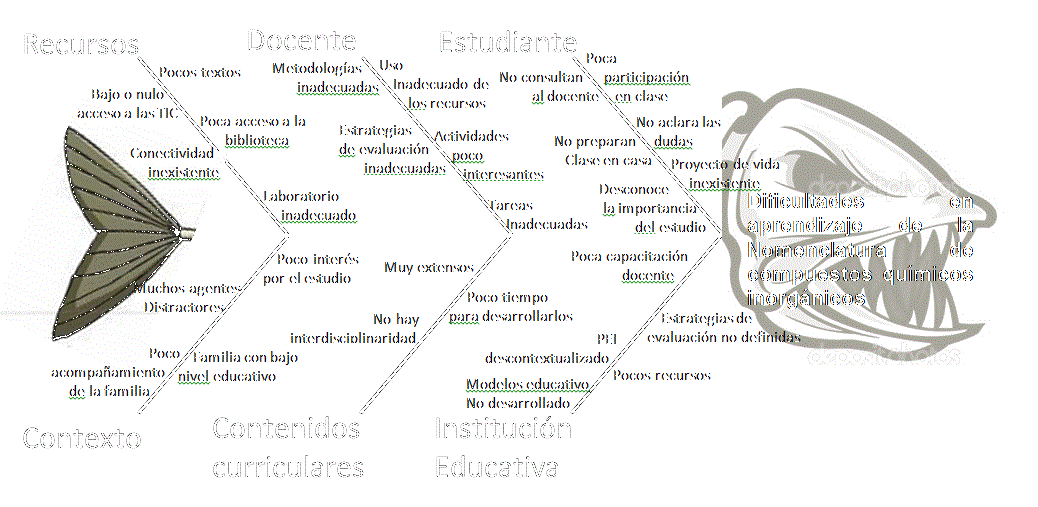 Recursos
Pocos textos
Bajo o nulo
acceso a las TIC
Poca acceso a la
biblioteca
Conectividad
inexistente
Laboratorio
inadecuado
Docente
Metodologías
inadecuadas
Uso
Inadecuado de
los recursos
Estrategias
de evaluación
inadecuadas
Actividades
poco
interesantes
Tareas
Inadecuadas
Estudiante
Poca
participación
en clase
No consultan
al docente
No aclara las
dudas
No preparan
Clase en casa
Proyecto de vida
inexistente
Desconoce
la importancia
del estudio
Dificultades en
aprendizaje de la
Nomenclatura de
compuestos químicos
inorgánicos
depositphotos
Poco interés
por el estudio
Muchos agentes
Distractores
Poco
acompañamiento
de la familia
Familia con bajo
nivel educativo
Contexto
Muy extensos
Poco tiempo
para desarrollarlos
No hay
interdisciplinaridad
Contenidos
curriculares
Poca capacitación
docente
Estrategias de
evaluación no definidas
PEI
descontextualizado
Pocos recursos
Modelos educativo
No desarrollado
Institución
Educativa
depositphotos